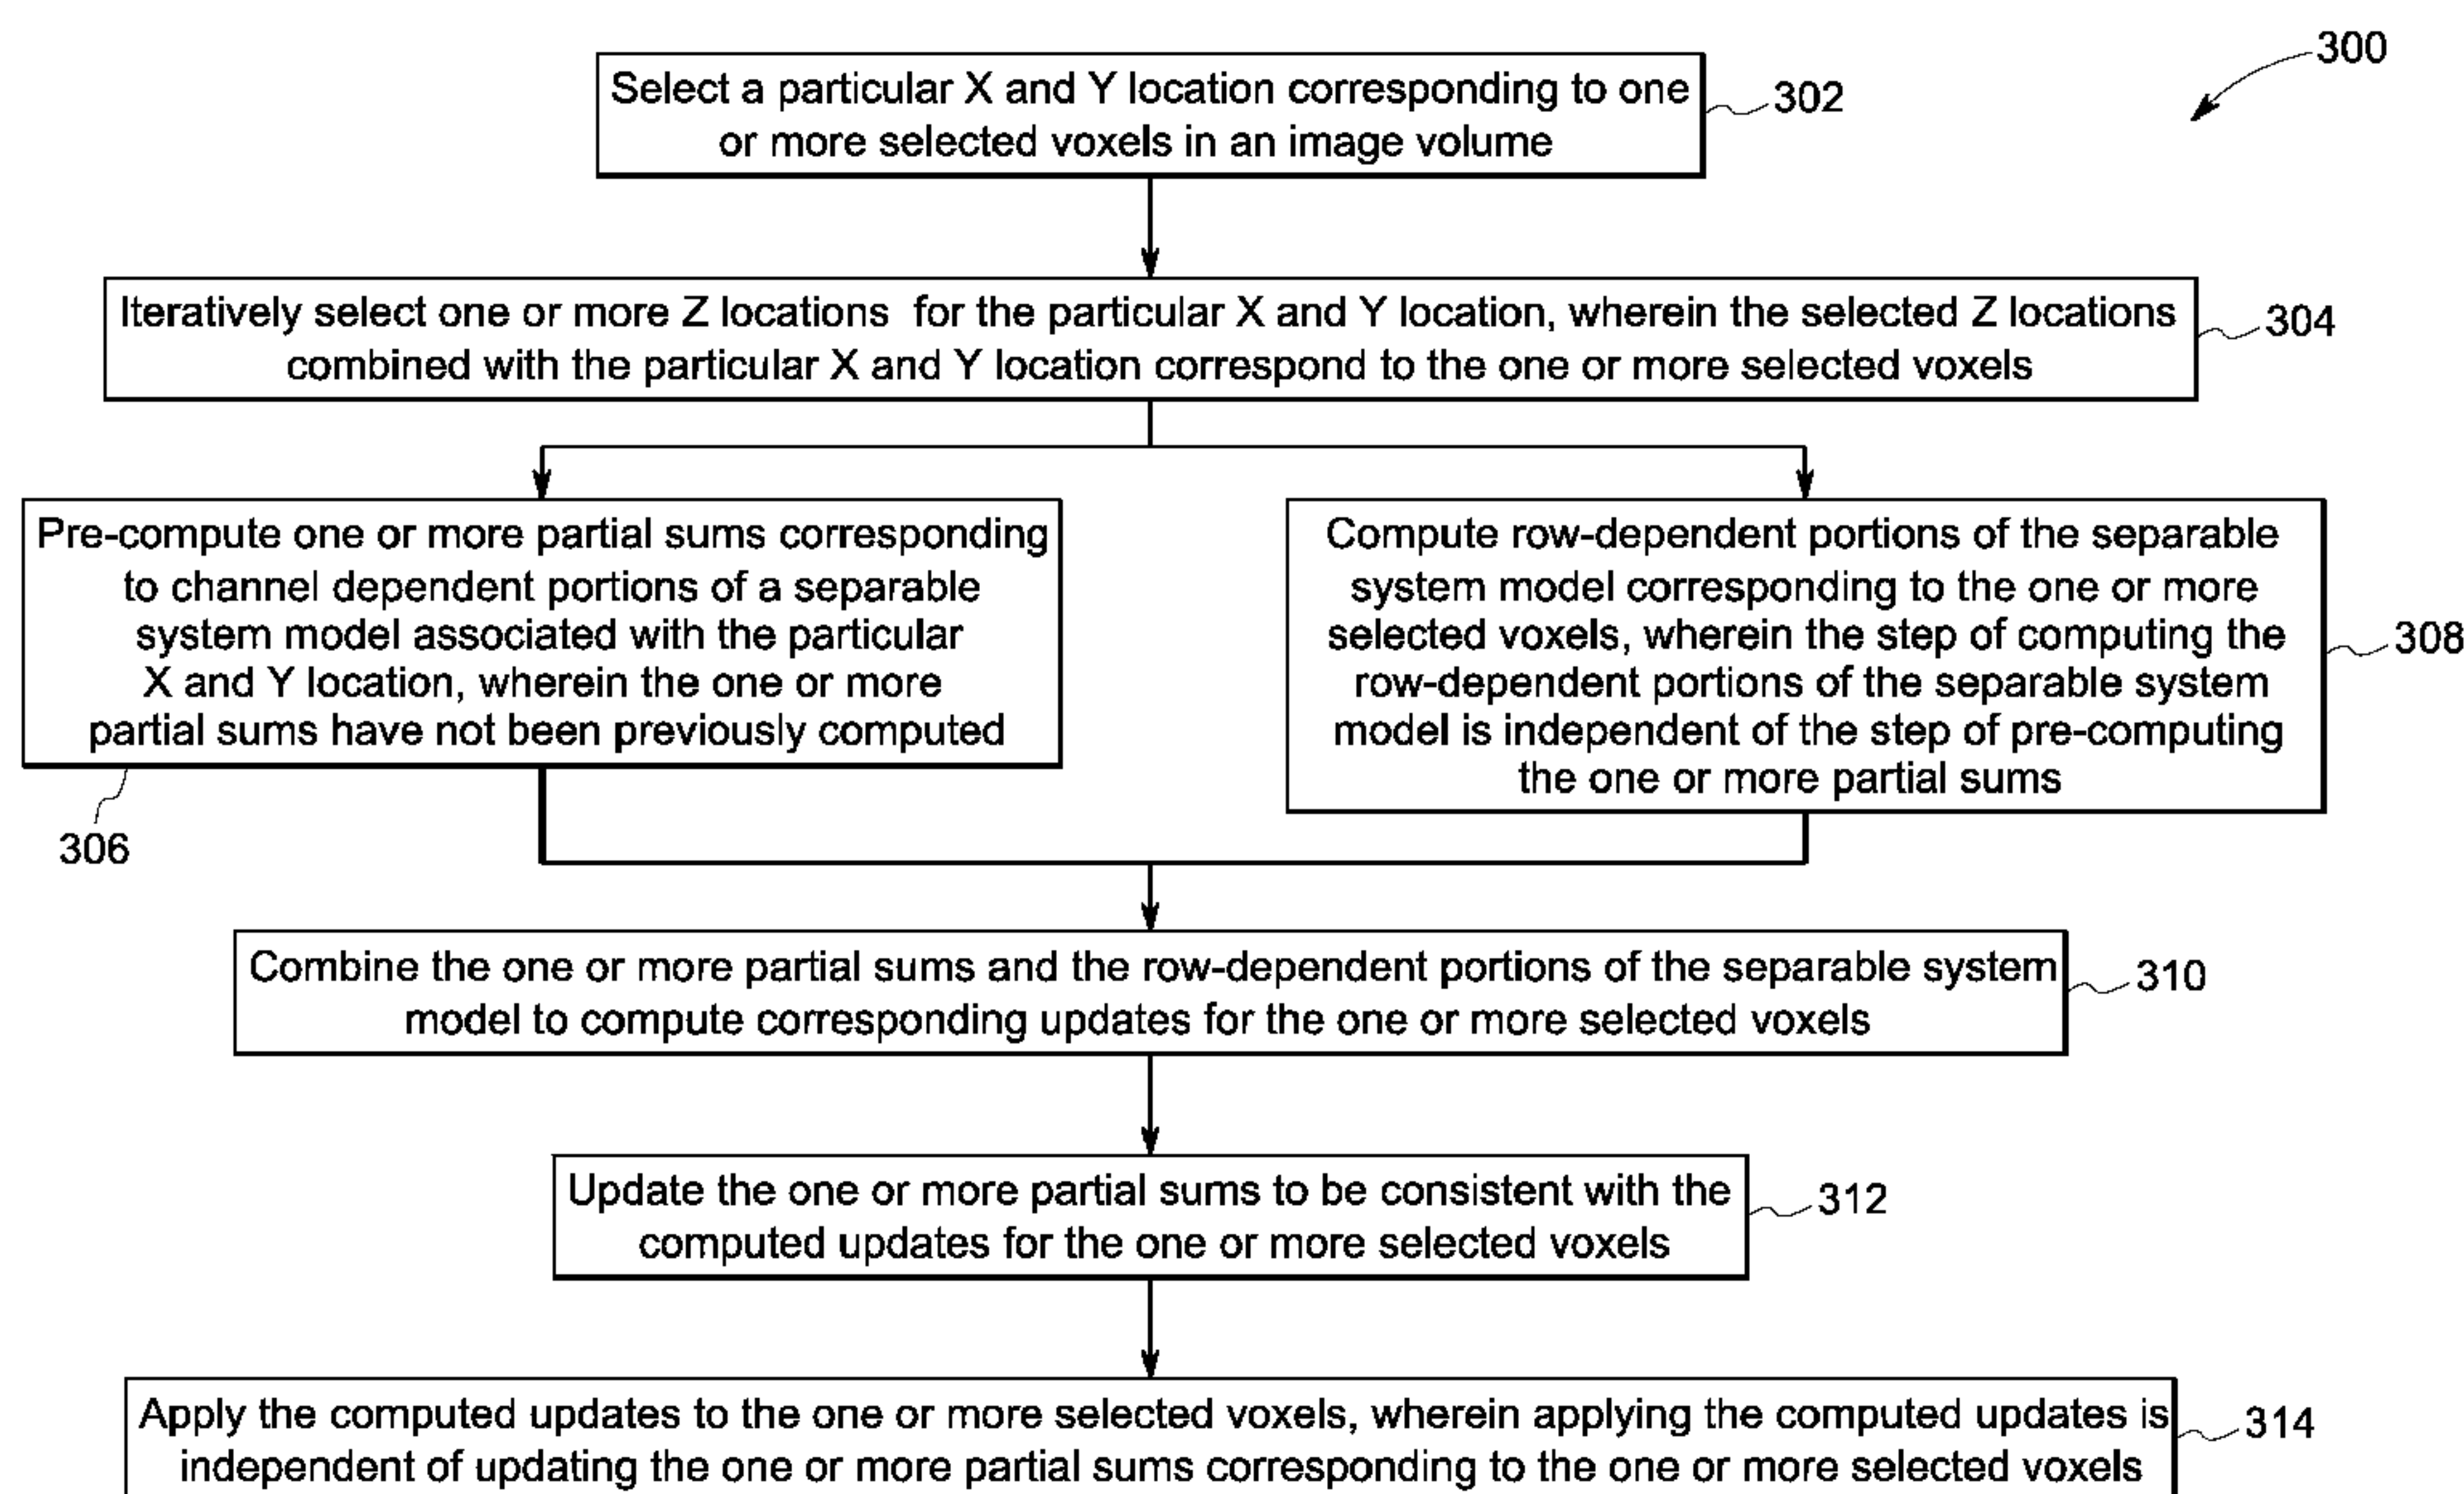 300
Select a particular X and Y location corresponding to one
or more selected voxels in an image volume
302
Iteratively select one or more Z locations for the particular X and Y location, wherein the selected Z locations
combined with the particular X and Y location correspond to the one or more selected voxels
304
Pre-compute one or more partial sums corresponding
to channel dependent portions of a separable
system model associated with the particular
X and Y location, wherein the one or more
partial sums have not been previously computed
306
Compute row-dependent portions of the separable
system model corresponding to the one or more
selected voxels, wherein the step of computing the
row-dependent portions of the separable system
model is independent of the step of pre-computing
the one or more partial sums
308
Combine the one or more partial sums and the row-dependent portions of the separable system
model to compute corresponding updates for the one or more selected voxels
310
Update the one or more partial sums to be consistent with the
computed updates for the one or more selected voxels
312
Apply the computed updates to the one or more selected voxels, wherein applying the computed updates is
independent of updating the one or more partial sums corresponding to the one or more selected voxels
314